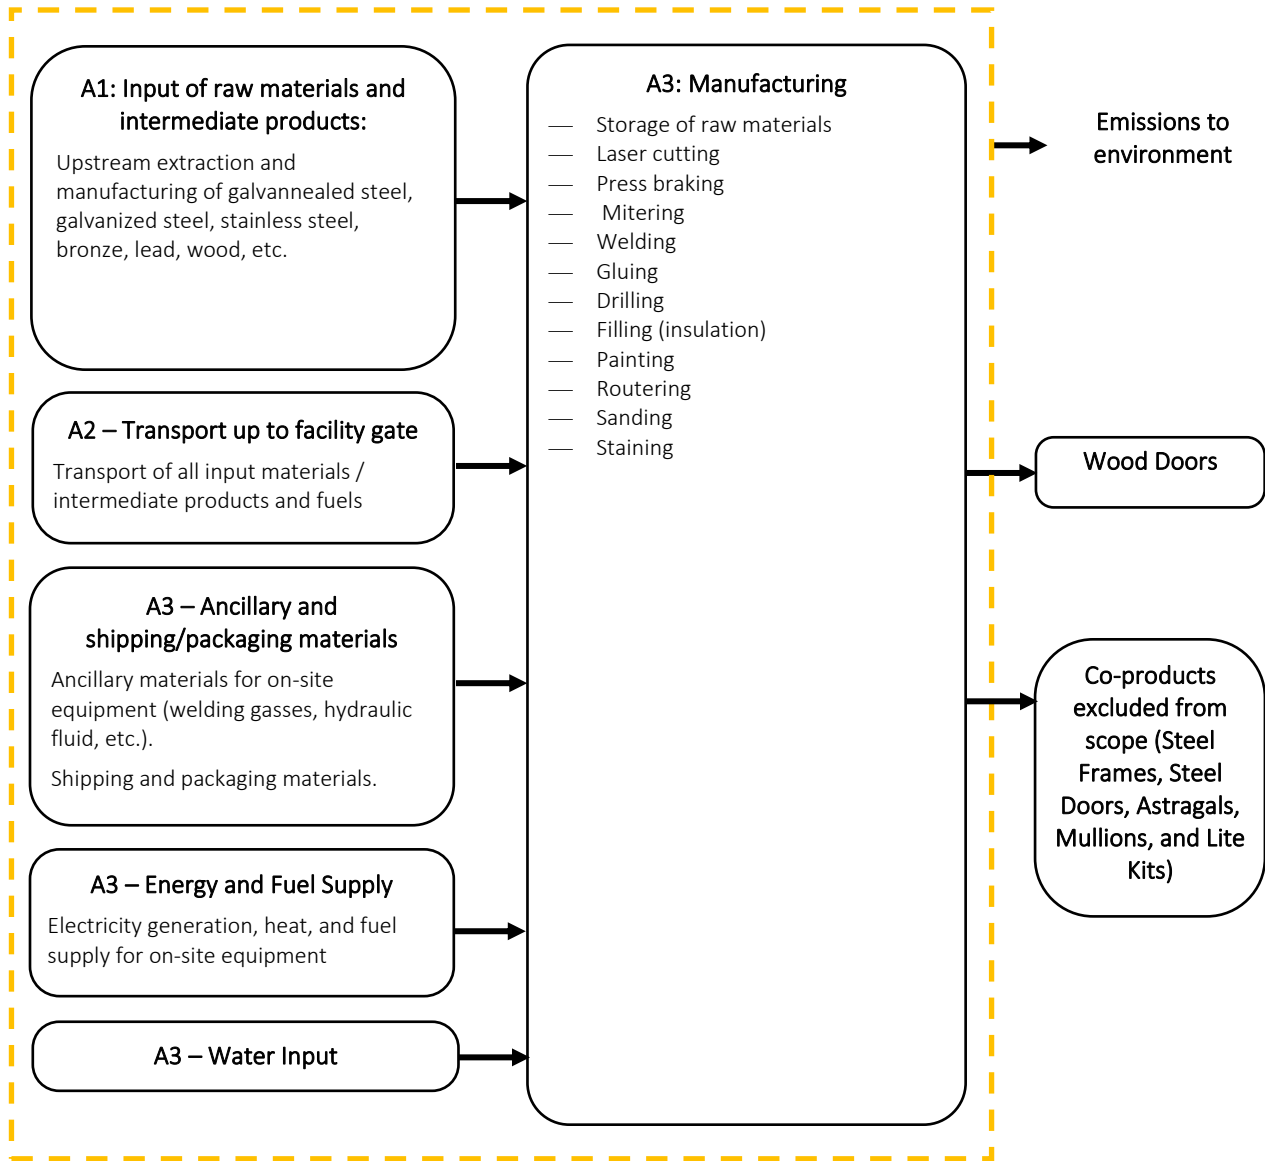 A1: Input of raw materials and
intermediate products:
Upstream extraction and
manufacturing of galvannealed steel,
galvanized steel, stainless steel,
bronze, lead, wood, etc.
A2 – Transport up to facility gate
Transport of all input materials /
intermediate products and fuels
A3 – Ancillary and
shipping/packaging materials
Ancillary materials for on-site
equipment (welding gasses, hydraulic
fluid, etc.).
Shipping and packaging materials.
A3 – Energy and Fuel Supply
Electricity generation, heat, and fuel
supply for on-site equipment
A3 – Water Input
A3: Manufacturing
— Storage of raw materials
— Laser cutting
— Press braking
— Mitering
— Welding
— Gluing
— Drilling
— Filling (insulation)
— Painting
— Routering
— Sanding
— Staining
Emissions to
environment
Wood Doors
Co-products
excluded from
scope (Steel
Frames, Steel
Doors, Astragals,
Mullions, and Lite
Kits)